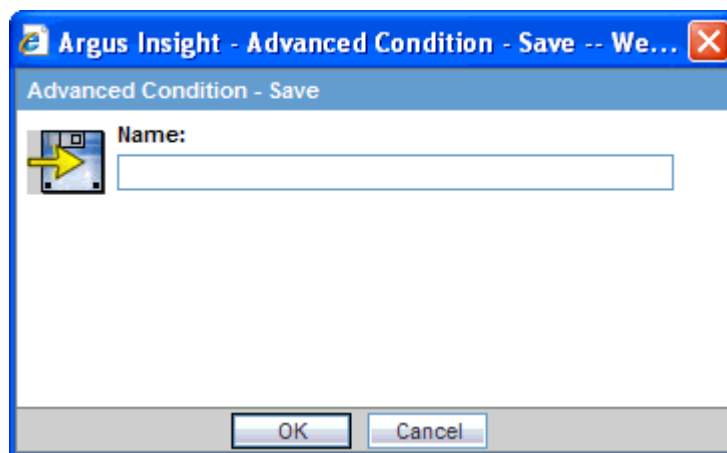 Argus Insight - Advanced Condition - Save -- We...
Advanced Condition - Save
Name:
OK Cancel